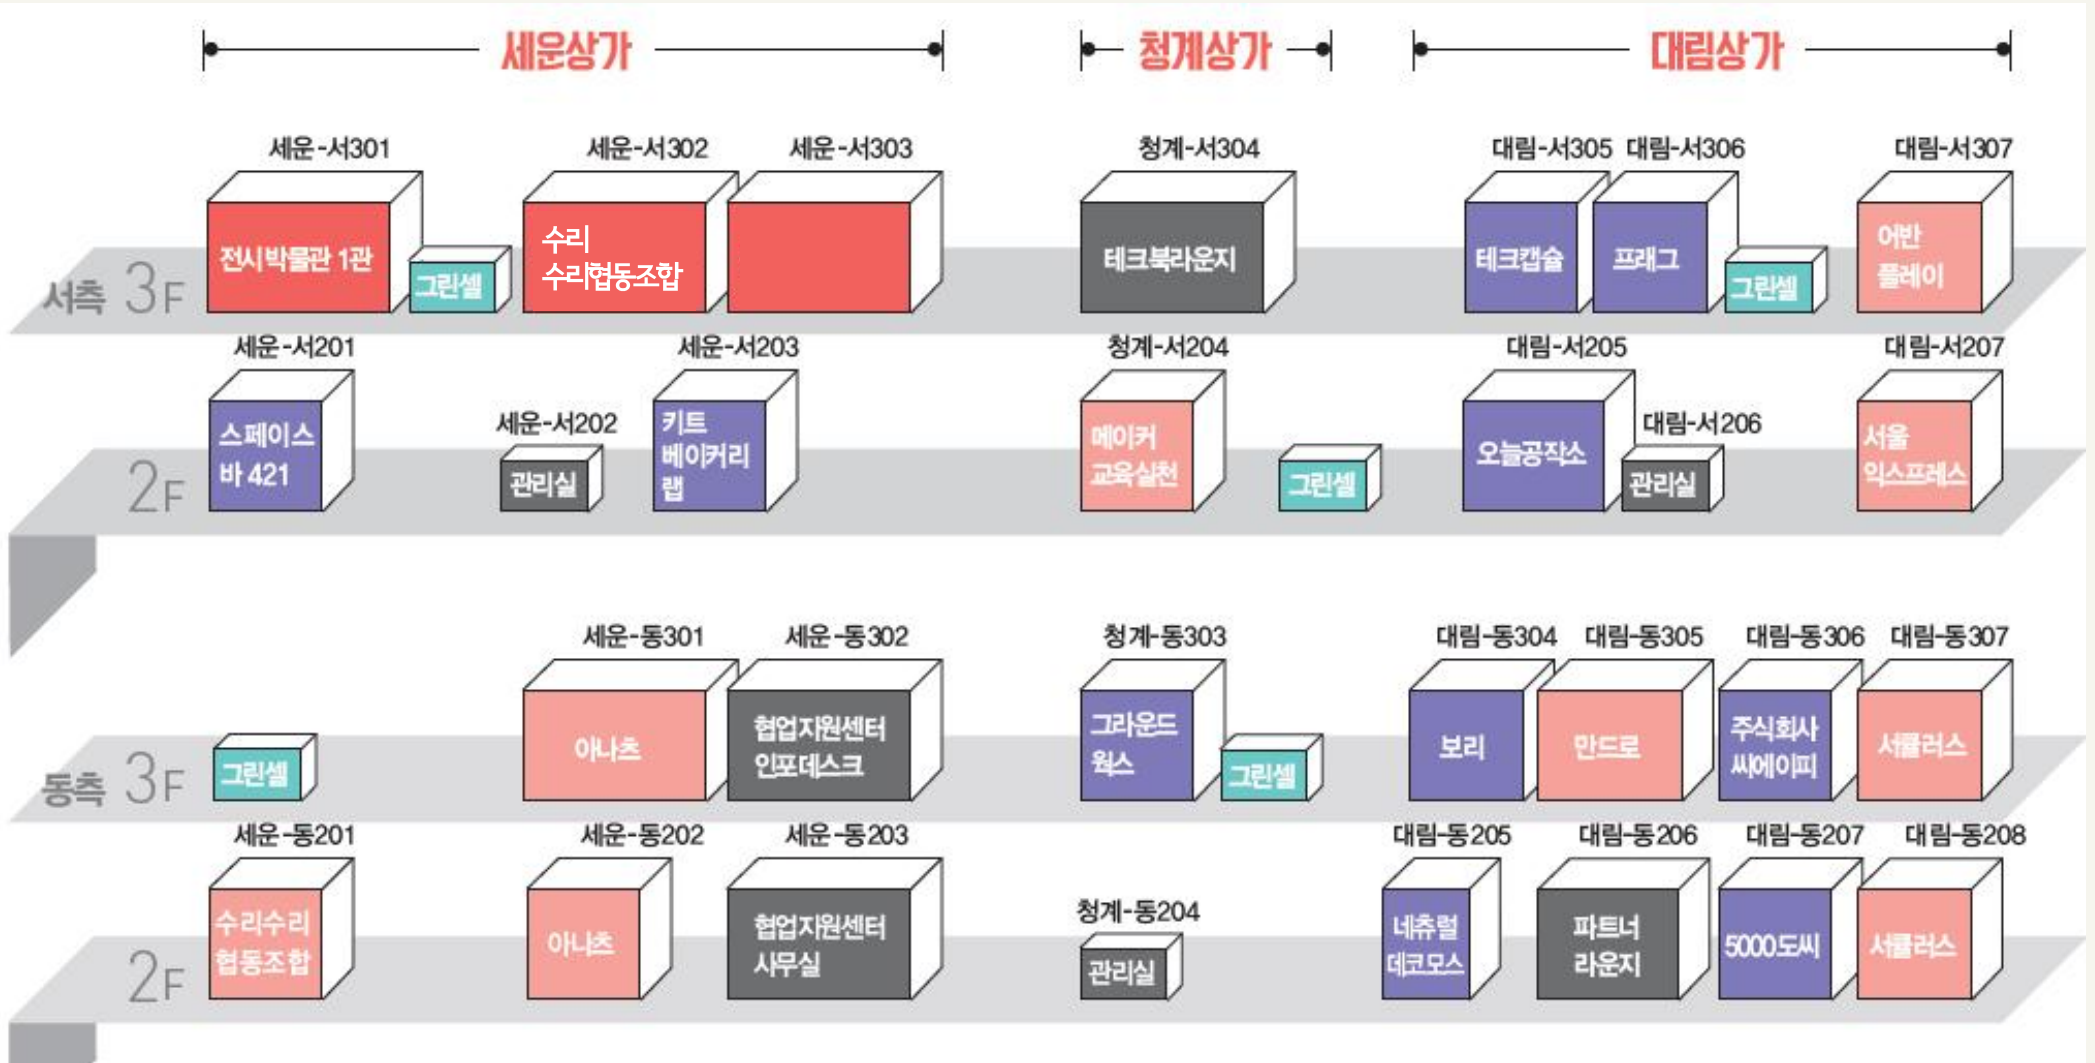 세운상가
청계상가
대림상가
세운-서301
세운-서302
세운-서303
청계-서304
대림-서305
대림-서306
대림-서307
서측 3F
전시박물관 1관
그린셀
수리
수리협동조합
테크북라운지
테크캡슐
프래그
그린셀
어반
플레이
세운-서201
세운-서202
세운-서203
청계-서204
대림-서205
대림-서206
대림-서207
2F
스페이스
바 421
관리실
키트
베이커리
랩
메이커
교육실천
그린셀
오늘공작소
관리실
서울
익스프레스
세운-동301
세운-동302
청계-동303
대림-동304
대림-동305
대림-동306
대림-동307
동측 3F
그린셀
아나츠
협업지원센터
인포데스크
그라운드
웍스
그린셀
보리
만드로
주식회사
씨에이피
서큘러스
세운-동201
세운-동202
세운-동203
청계-동204
대림-동205
대림-동206
대림-동207
대림-동208
2F
수리수리
협동조합
아나츠
협업지원센터
사무실
관리실
네츄럴
데코모스
파트너
라운지
5000도씨
서큘러스